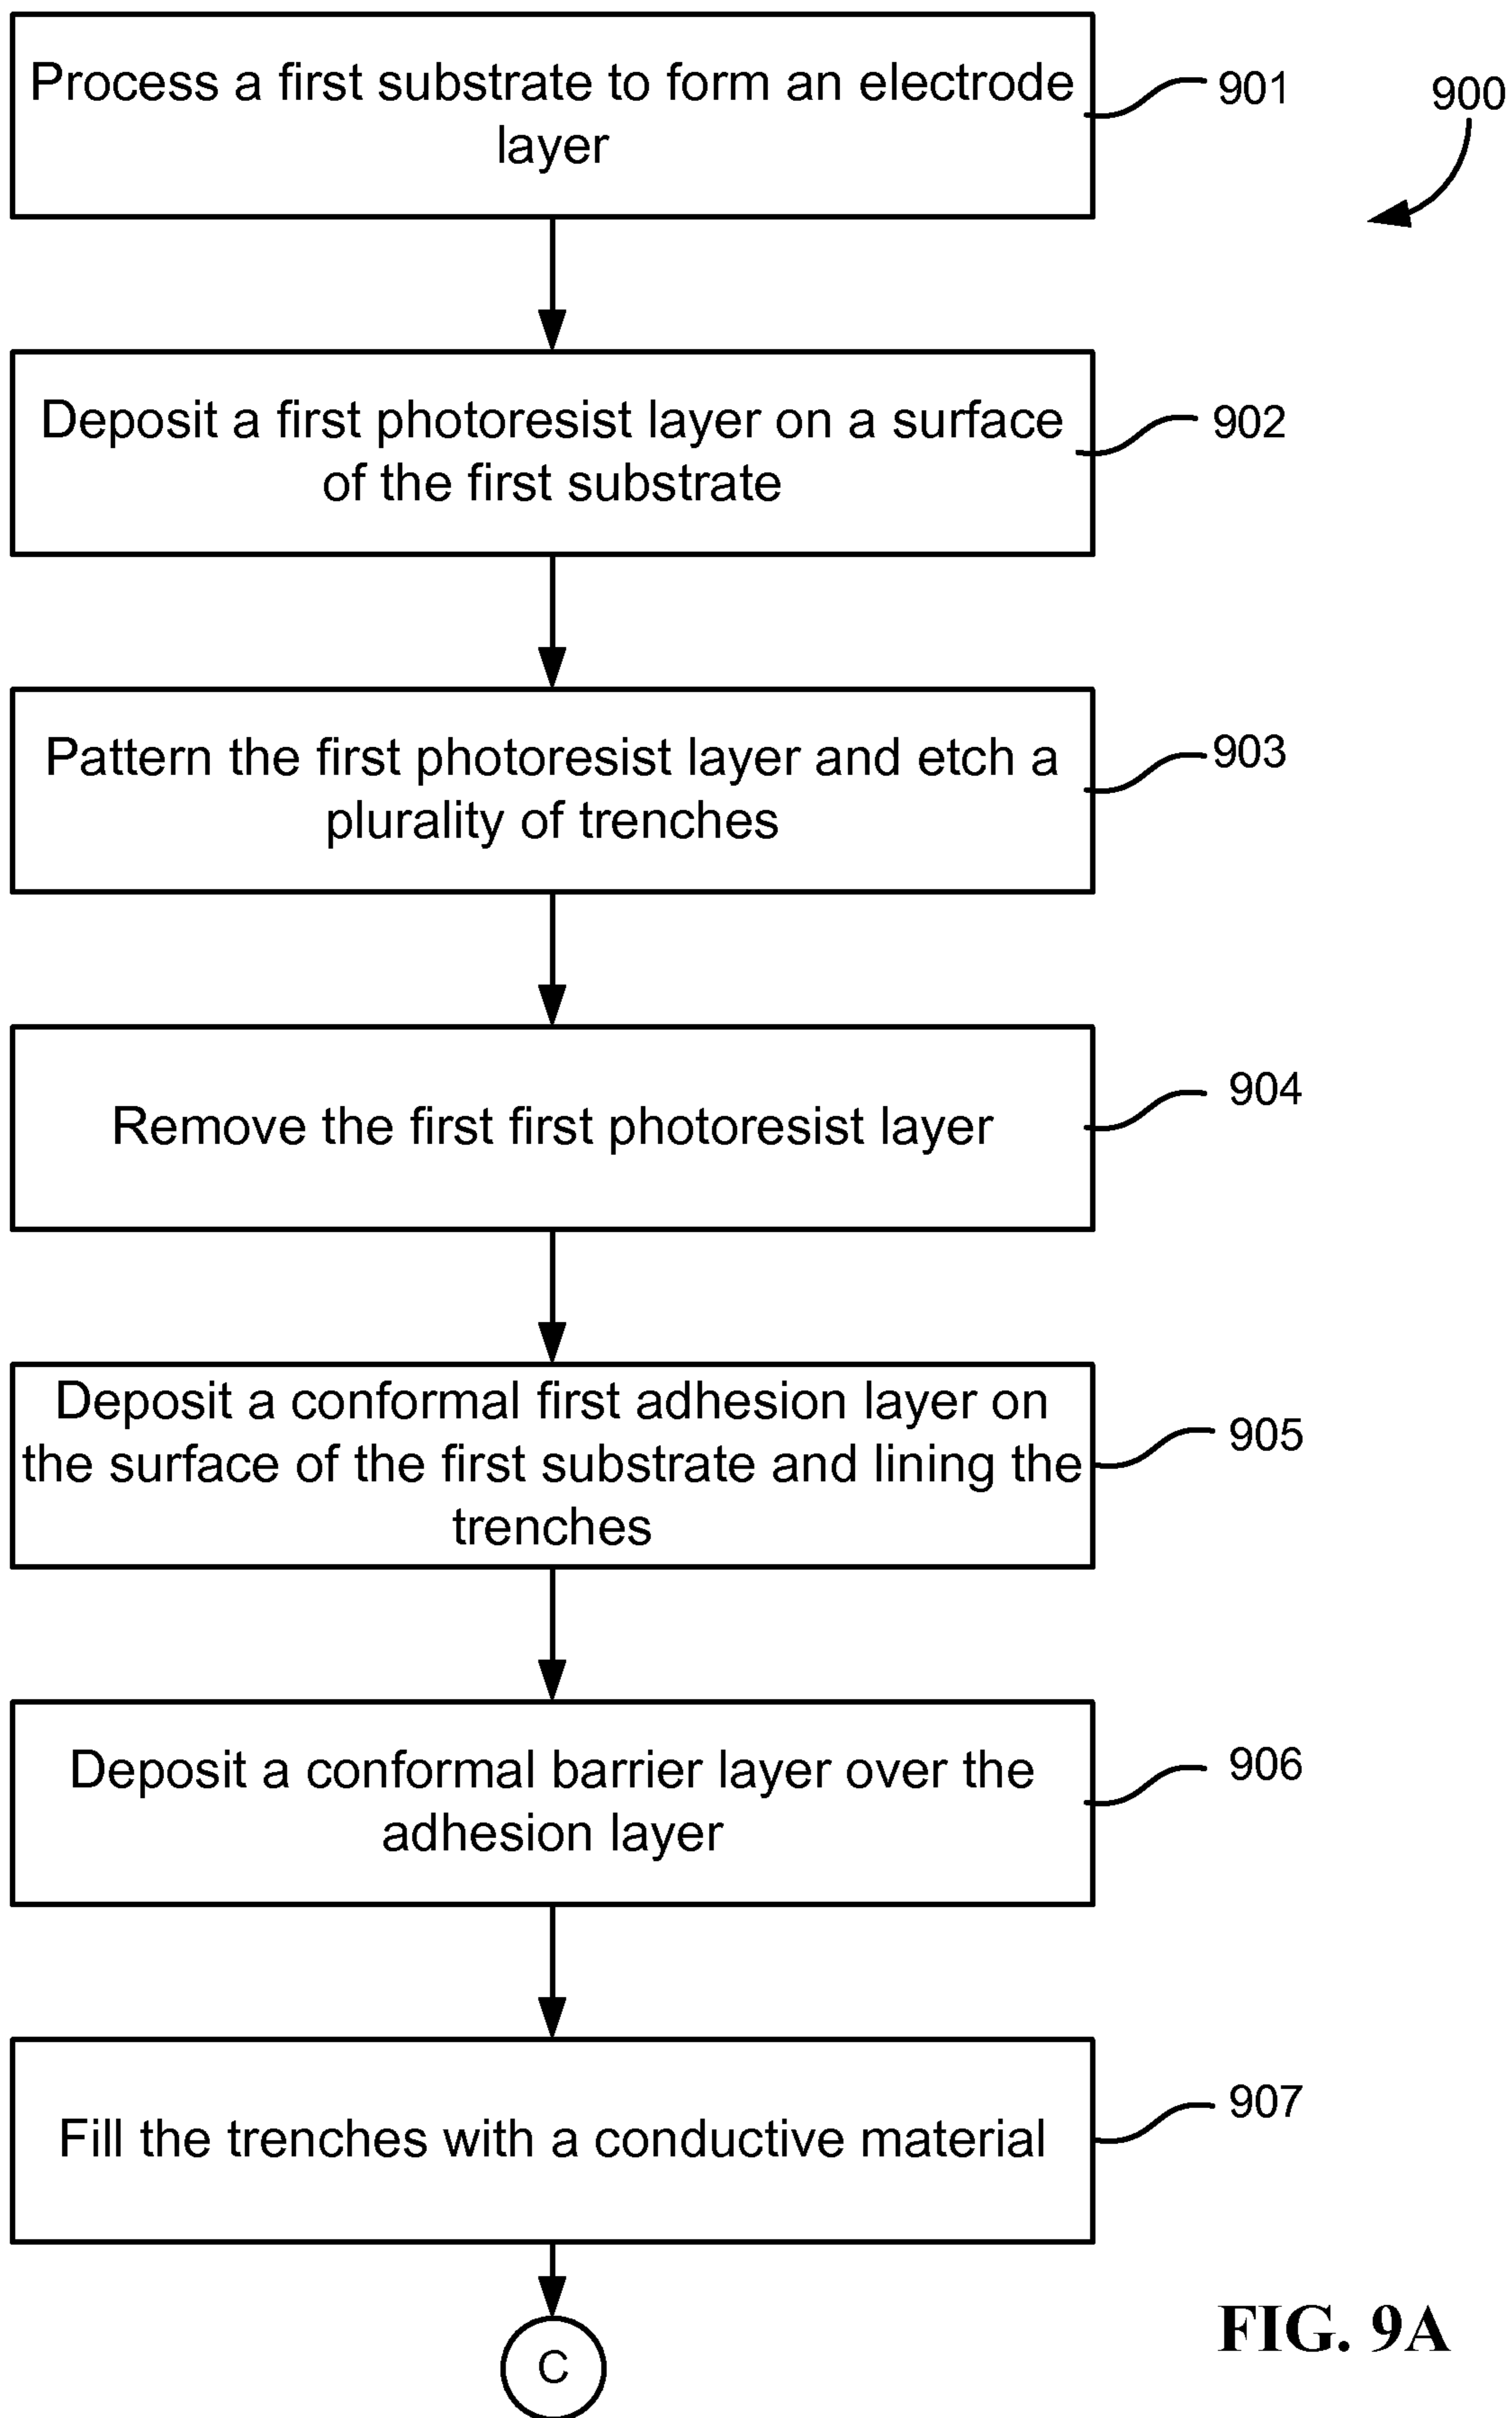 Process a first substrate to form an electrode
layer
901
900
Deposit a first photoresist layer on a surface
of the first substrate
902
Pattern the first photoresist layer and etch a
plurality of trenches
903
Remove the first first photoresist layer
904
Deposit a conformal first adhesion layer on
the surface of the first substrate and lining the
trenches
905
Deposit a conformal barrier layer over the
adhesion layer
906
Fill the trenches with a conductive material
907
C
FIG. 9A